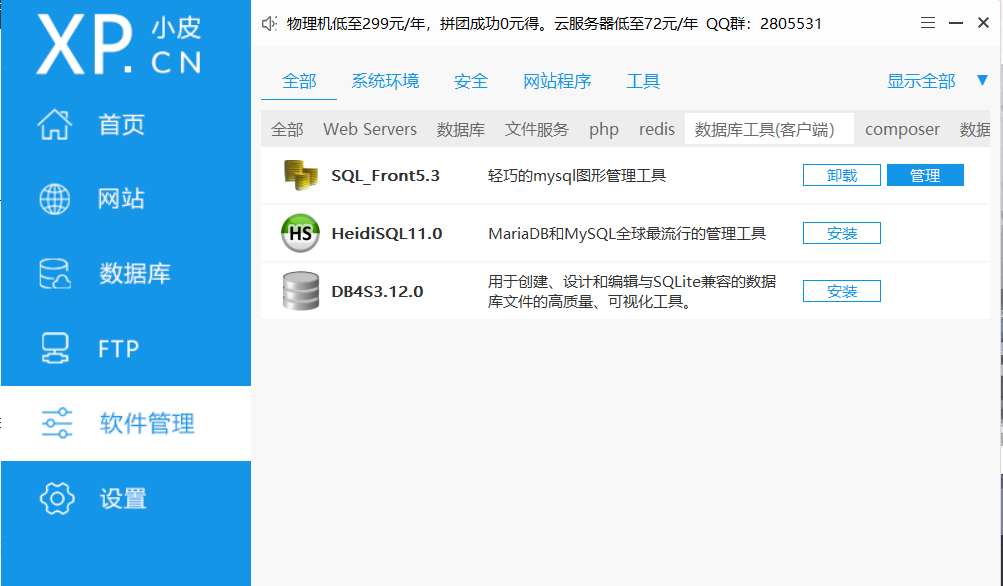 XP. 小皮 CN
物理机低至299元/年，拼团成功0元得。云服务器低至72元/年 QQ群：2805531
首页
网站
数据库
FTP
软件管理
设置
全部 系统环境 安全 网站程序 工具 显示全部 ▼
全部 Web Servers 数据库 文件服务 php redis 数据库工具(客户端) composer 数据
SQL_Front5.3 轻巧的mysql图形管理工具 卸载 管理
HeidiSQL11.0 MariaDB和MySQL全球最流行的管理工具 安装
DB4S3.12.0 用于创建、设计和编辑与SQLite兼容的数据
库文件的高质量、可视化工具。 安装